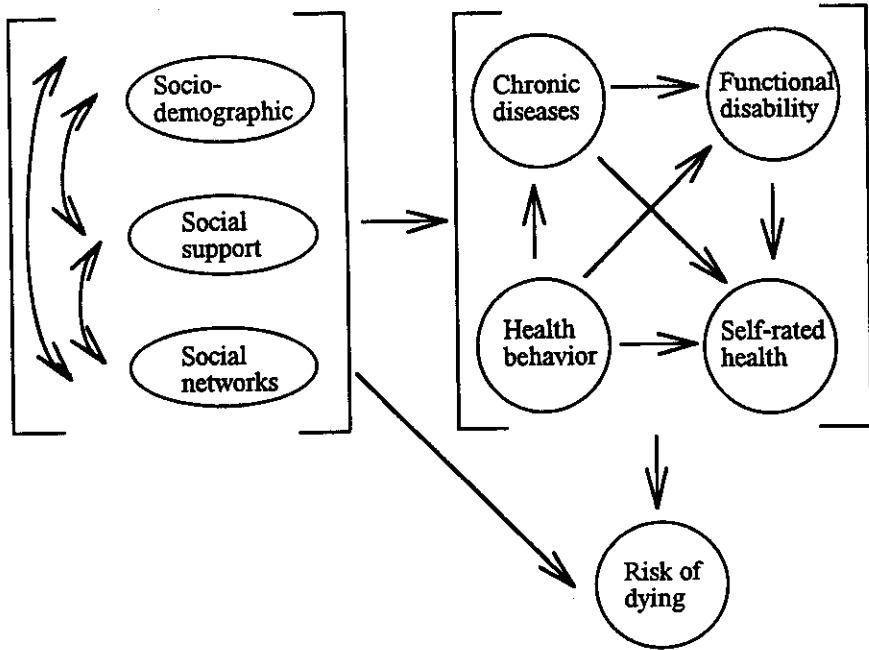 Socio-
demographic
Social
support
Social
networks
Chronic
diseases
Functional
disability
Health
behavior
Self-rated
health
Risk of
dying